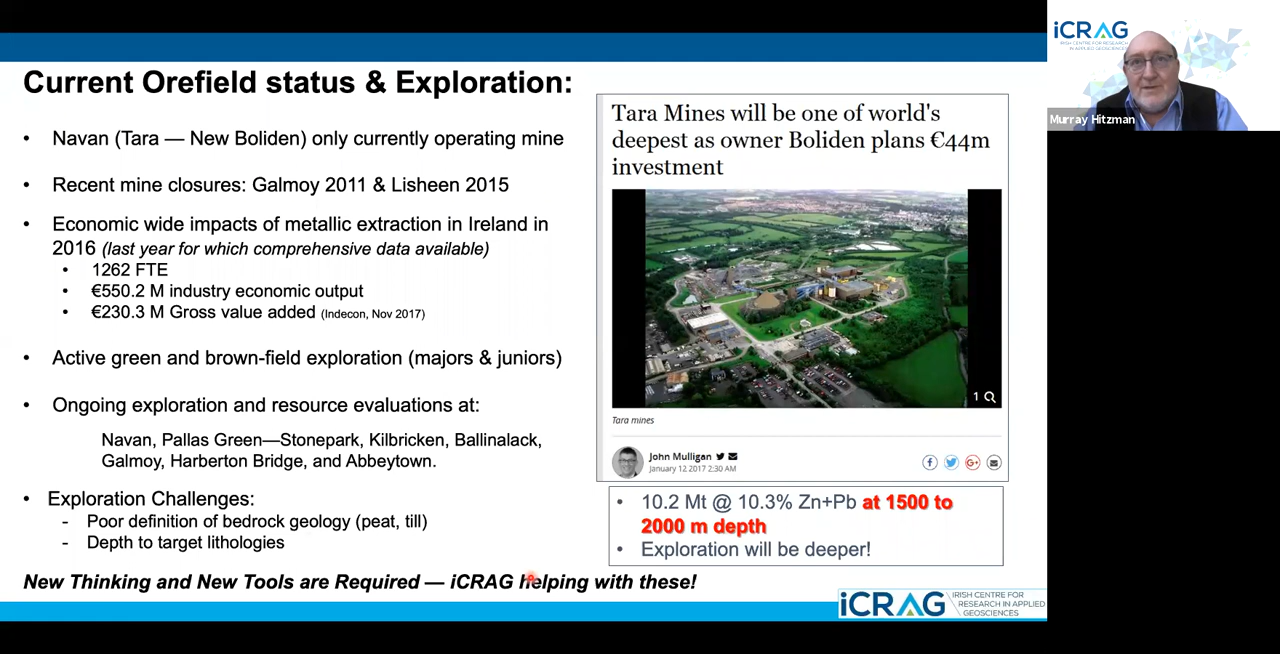 Current Orefield status & Exploration:
• Navan (Tara — New Boliden) only currently operating mine
• Recent mine closures: Galmoy 2011 & Lisheen 2015
• Economic wide impacts of metallic extraction in Ireland in
2016 (last year for which comprehensive data available)
• 1262 FTE
• €550.2 M industry economic output
• €230.3 M Gross value added (Indecon, Nov 2017)
• Active green and brown-field exploration (majors & juniors)
• Ongoing exploration and resource evaluations at:
Navan, Pallas Green—Stonepark, Kilbricken, Ballinalack,
Galmoy, Harberton Bridge, and Abbeytown.
• Exploration Challenges:
- Poor definition of bedrock geology (peat, till)
- Depth to target lithologies
New Thinking and New Tools are Required — iCRAG helping with these!
Tara Mines will be one of world's
deepest as owner Boliden plans €44m
investment
1
Tara mines
John Mulligan
January 12 2017 2:30 AM
• 10.2 Mt @ 10.3% Zn+Pb at 1500 to
2000 m depth
• Exploration will be deeper!
iCRAG
IRISH CENTRE FOR
RESEARCH IN APPLIED
GEOSCIENCES
iCRAG
IRISH CENTRE FOR RESEARCH
IN APPLIED GEOSCIENCES
Murray Hitzman